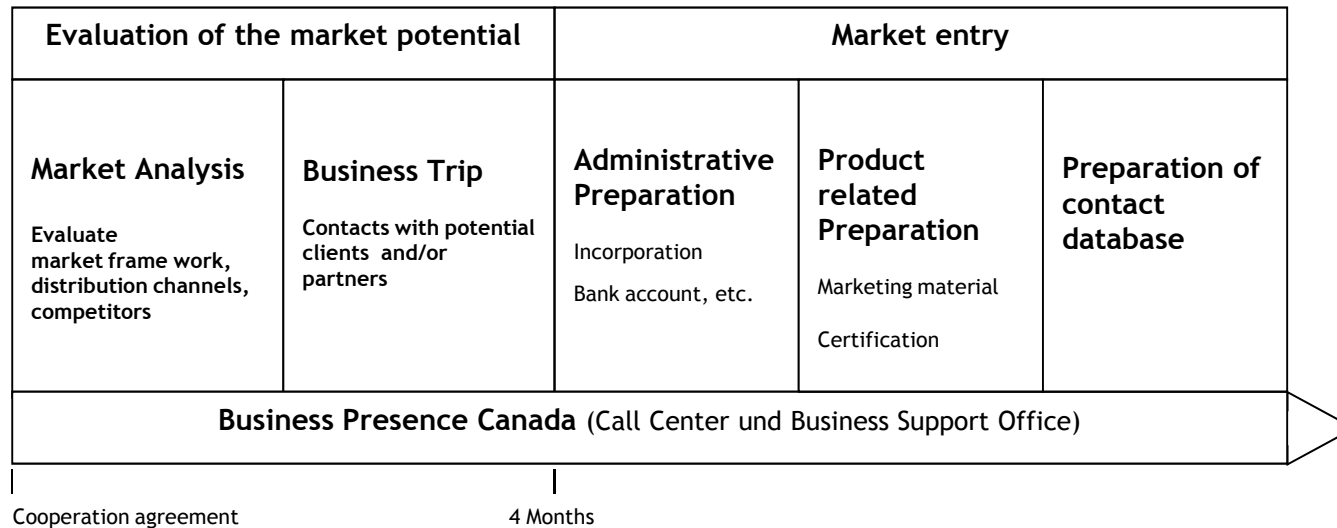 Evaluation of the market potential
Market entry
Market Analysis
Evaluate
market frame work,
distribution channels,
competitors
Business Trip
Contacts with potential
clients and/or
partners
Administrative
Preparation
Incorporation
Bank account, etc.
Product
related
Preparation
Marketing material
Certification
Preparation of
contact
database
Business Presence Canada (Call Center und Business Support Office)
Cooperation agreement
4 Months